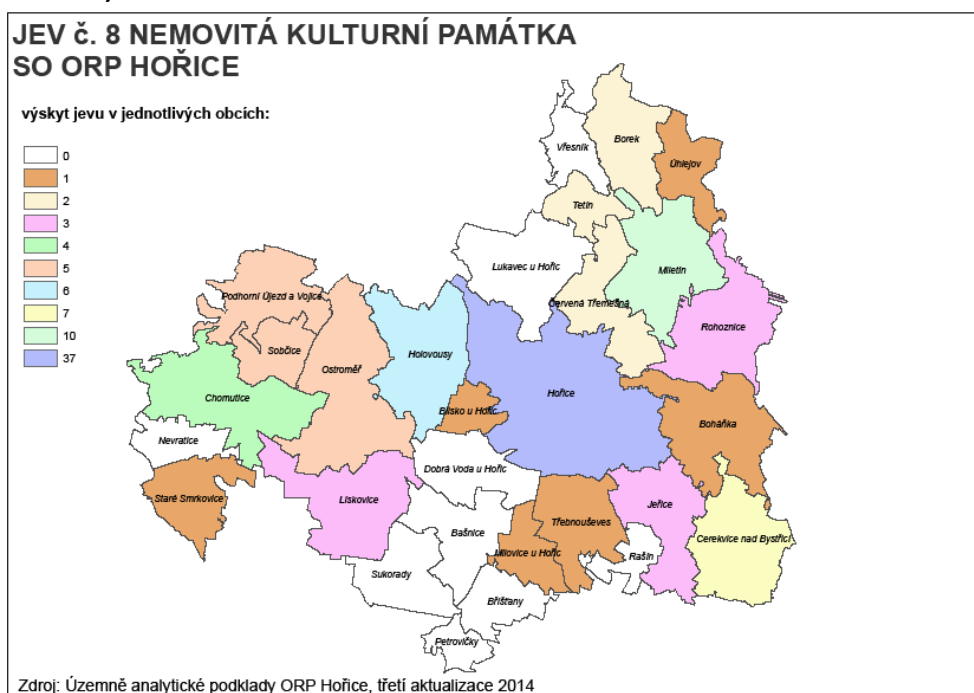 JEV č. 8 NEMOVITÁ KULTURNÍ PAMÁTKA
SO ORP HOŘICE
výskyt jevu v jednotlivých obcích:
0
1
2
3
4
5
6
7
10
37
Vřesník
Borek
Úhlejov
Tetín
Lukavec u Hořic
Miletín
Červená Třemešná
Podhorní Újezd a Vojice
Rohoznice
Sobčice
Ostroměř
Holovousy
Hořice
Chomutice
Bílsko u Hořic
Boháňka
Nevratice
Dobrá Voda u Hořic
Staré Smrkovice
Lískovice
Jeřice
Třebnouševes
Bašnice
Cerekvice nad Bystřicí
Milovice u Hořic
Rašín
Sukorady
Bříšťany
Petrovičky
Zdroj: Územně analytické podklady ORP Hořice, třetí aktualizace 2014